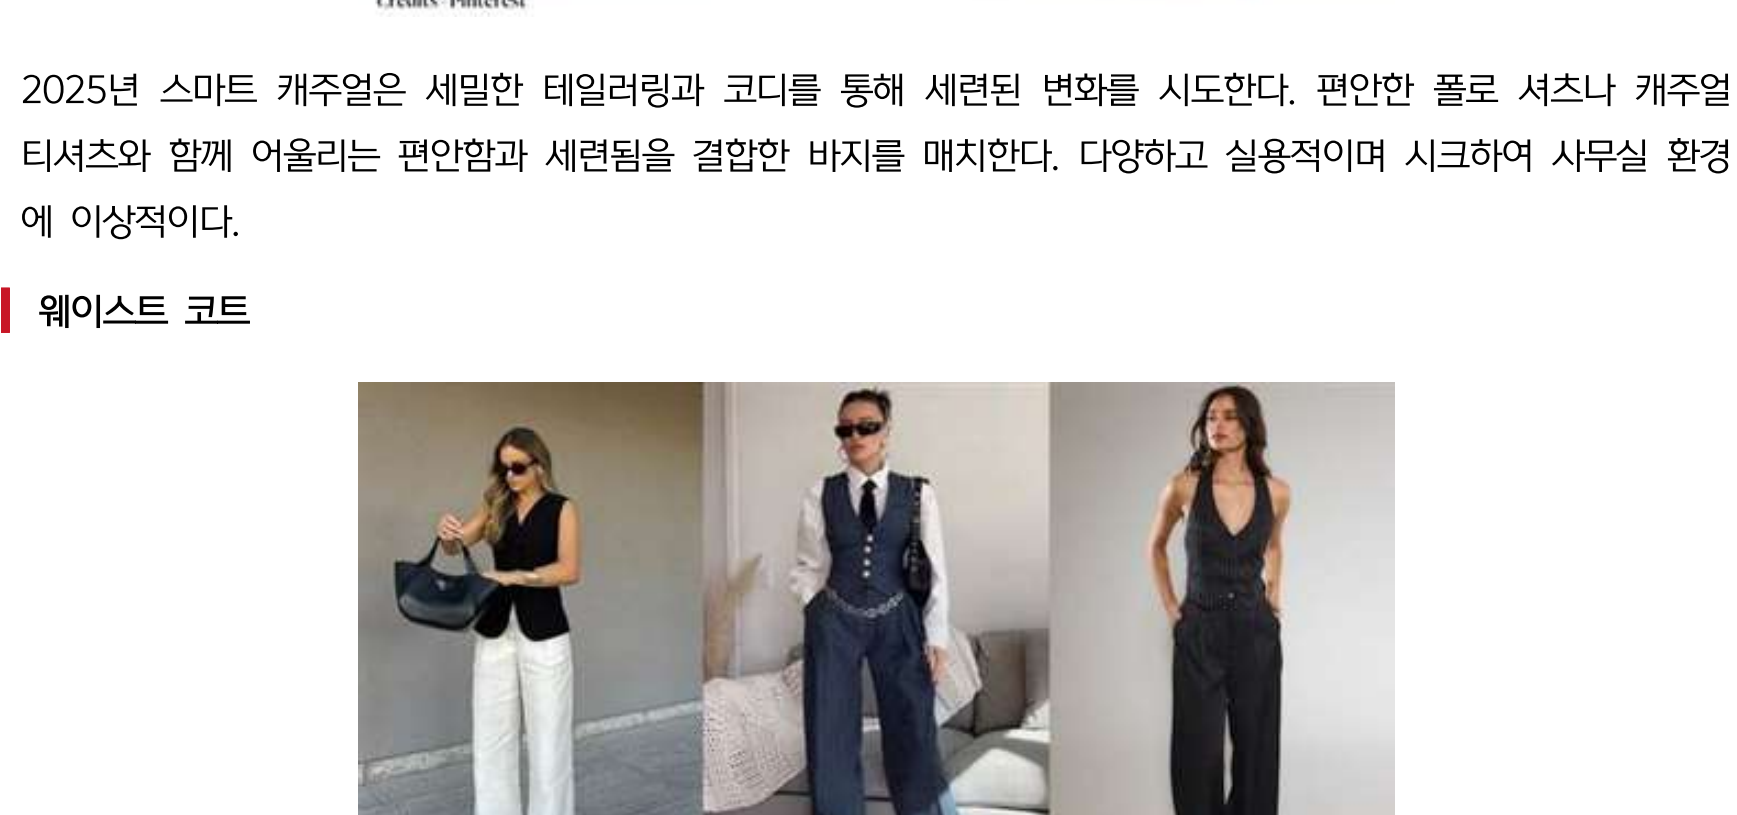 Credits - Pinterest
2025년 스마트 캐주얼은 세밀한 테일러링과 코디를 통해 세련된 변화를 시도한다. 편안한 폴로 셔츠나 캐주얼
티셔츠와 함께 어울리는 편안함과 세련됨을 결합한 바지를 매치한다. 다양하고 실용적이며 시크하여 사무실 환경
에 이상적이다.
웨이스트 코트